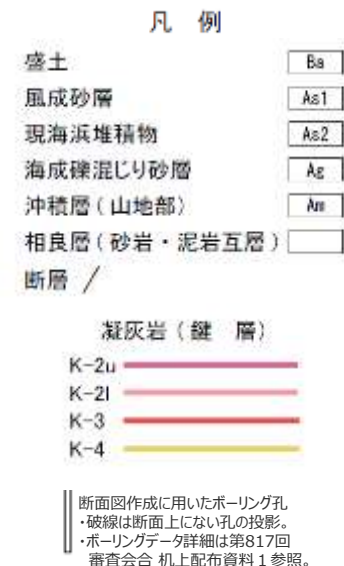 凡 例
盛土 Ba
風成砂層 As1
現海浜堆積物 As2
海成礫混じり砂層 Ag
沖積層(山地部) Am
相良層(砂岩・泥岩互層)
断層
凝灰岩(鍵 層)
K-2u
K-2l
K-3
K-4
断面図作成に用いたボーリング孔
・破線は断面上にない孔の投影。
・ボーリングデータ詳細は第817回
審査会合 机上配布資料1参照。